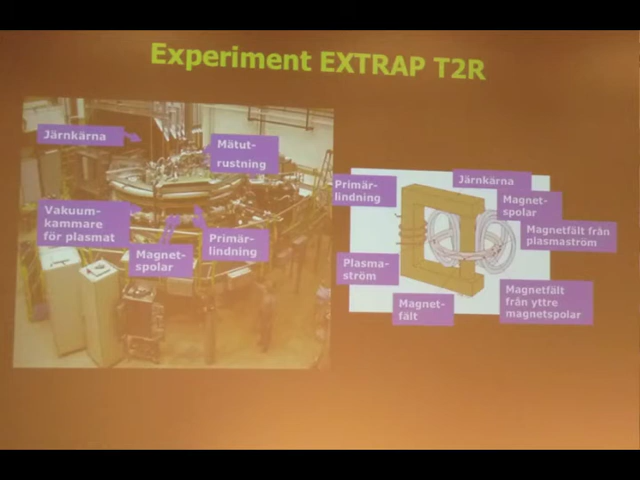 Experiment EXTRAP T2R
Järnkärna
Mätut-
rustning
Vakuum-
kammare
för plasmat
Magnet-
spolar
Primär-
lindning
Primär-
lindning
Järnkärna
Magnet-
spolar
Magnetfält från
plasmaström
Plasma-
ström
Magnet-
fält
Magnetfält
från yttre
magnetspolar